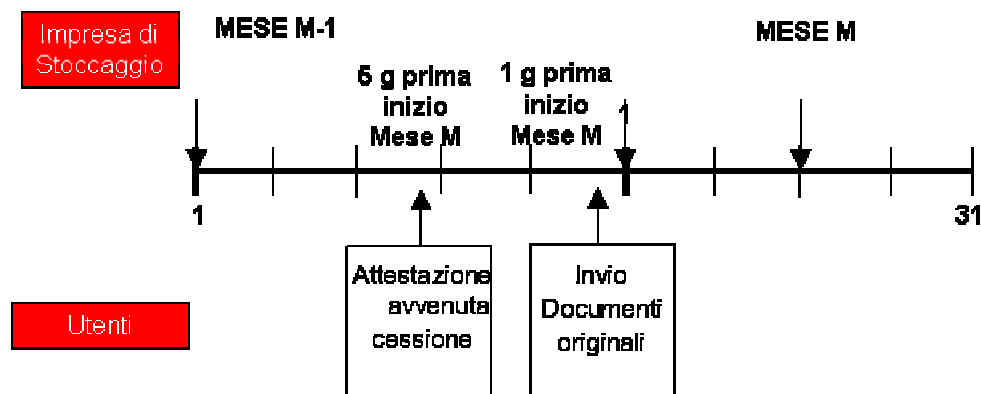 Impresa di
Stoccaggio
MESE M-1
MESE M
5 g prima
inizio
Mese M
1 g prima
inizio
Mese M
1
1
31
Attestazione
avvenuta
cessione
Invio
Documenti
originali
Utenti